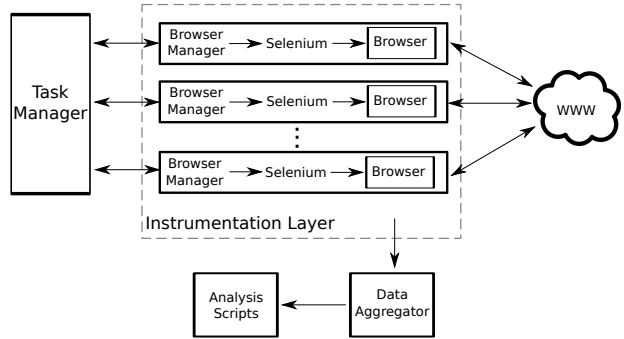 Task
Manager
Browser
Manager
Selenium
Browser
Browser
Manager
Selenium
Browser
Browser
Manager
Selenium
Browser
Instrumentation Layer
WWW
Analysis
Scripts
Data
Aggregator